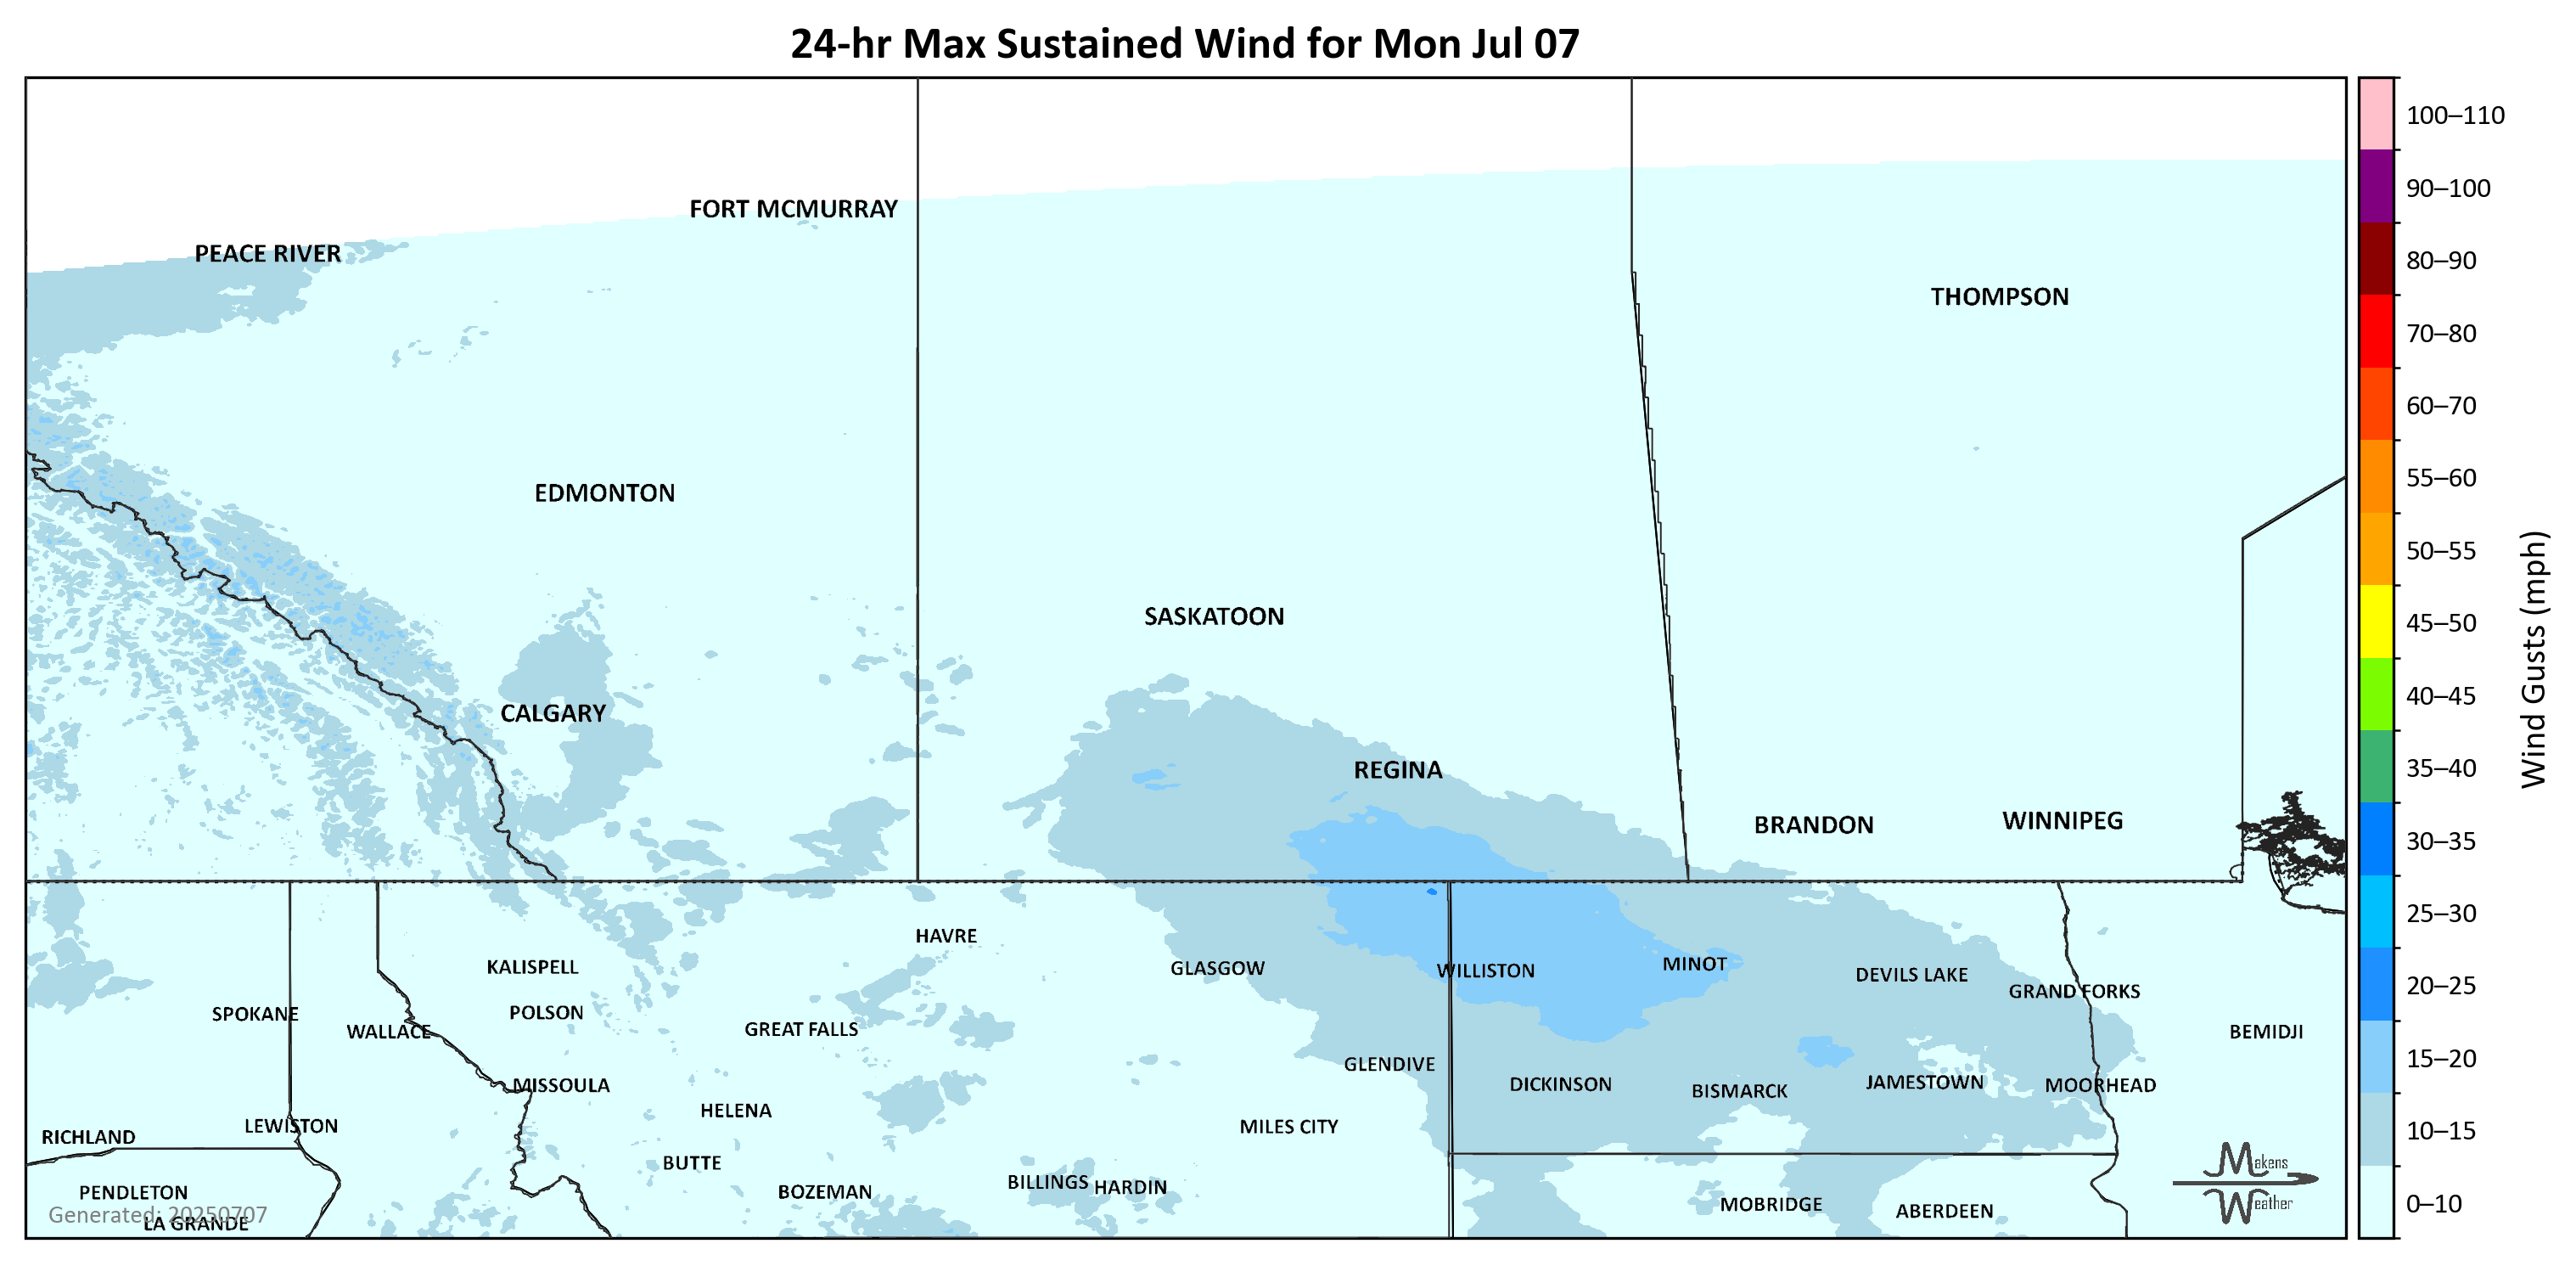 24-hr Max Sustained Wind for Mon Jul 07
100–110
90–100
80–90
70–80
60–70
55–60
50–55
45–50
40–45
35–40
30–35
25–30
20–25
15–20
10–15
0–10
Wind Gusts (mph)
FORT MCMURRAY
PEACE RIVER
THOMPSON
EDMONTON
SASKATOON
CALGARY
REGINA
BRANDON
WINNIPEG
HAVRE
KALISPELL
GLASGOW
WILLISTON
MINOT
DEVILS LAKE
GRAND FORKS
SPOKANE
POLSON
WALLACE
GREAT FALLS
BEMIDJI
GLENDIVE
MISSOULA
DICKINSON
BISMARCK
JAMESTOWN
MOORHEAD
HELENA
LEWISTON
MILES CITY
RICHLAND
BUTTE
PENDLETON
BOZEMAN
BILLINGS
HARDIN
MOBRIDGE
ABERDEEN
Generated: 20250707
LA GRANDE
Makens
Weather